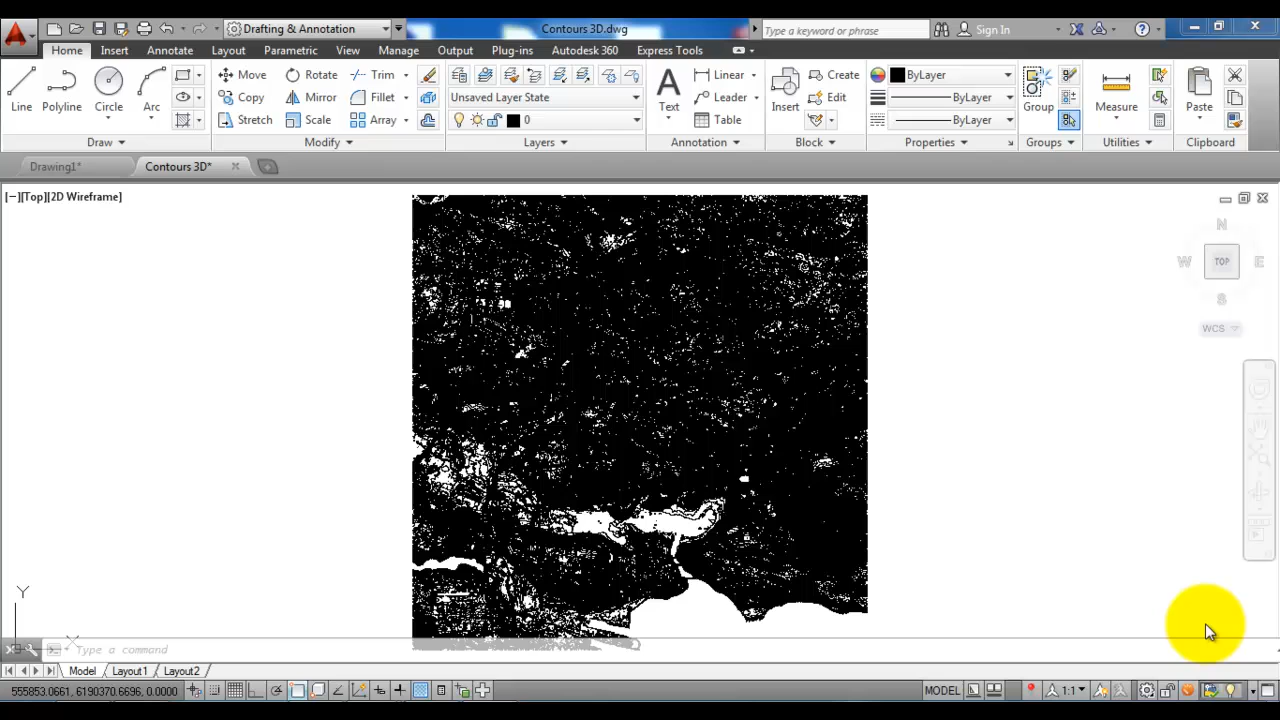 Drafting & Annotation
Contours 3D.dwg
Type a keyword or phrase
Sign In
Home Insert Annotate Layout Parametric View Manage Output Plug-ins Autodesk 360 Express Tools
Line Polyline Circle Arc
Move Rotate Trim
Copy Mirror Fillet
Stretch Scale Array
Unsaved Layer State
0
Text
Linear
Leader
Table
Insert
Create
Edit
ByLayer
ByLayer
ByLayer
Group
Measure
Paste
Draw Modify Layers Annotation Block Properties Groups Utilities Clipboard
Drawing1* Contours 3D*
[−][Top][2D Wireframe]
N
W TOP E
S
WCS
Y
X
Type a command
Model Layout1 Layout2
555853.0661, 6190370.6696, 0.0000
MODEL
1:1